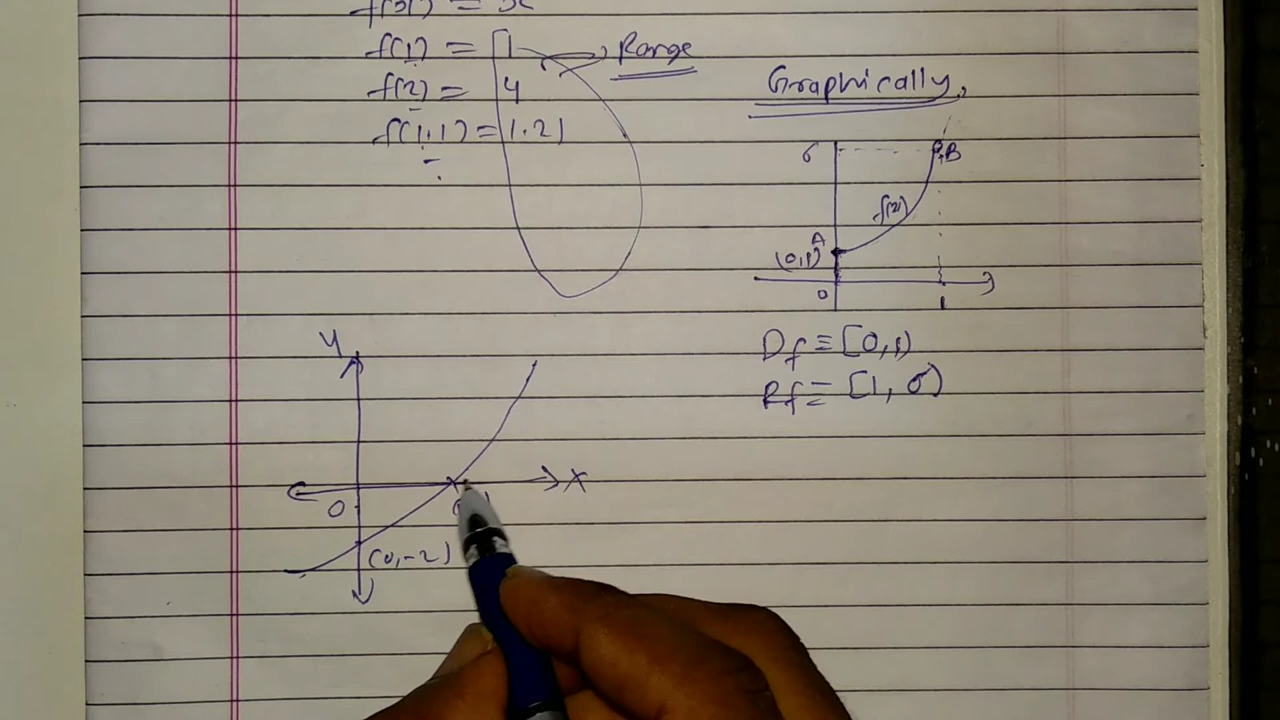 f(1) = 1 Range
f(2) = 4
f(1.1) = 1.21
Graphically,
6
B
f(x)
A
(0,1)
0 1
Df ≡ [0,1)
Rf = [1, 6)
Y
X
0
(0,-2)